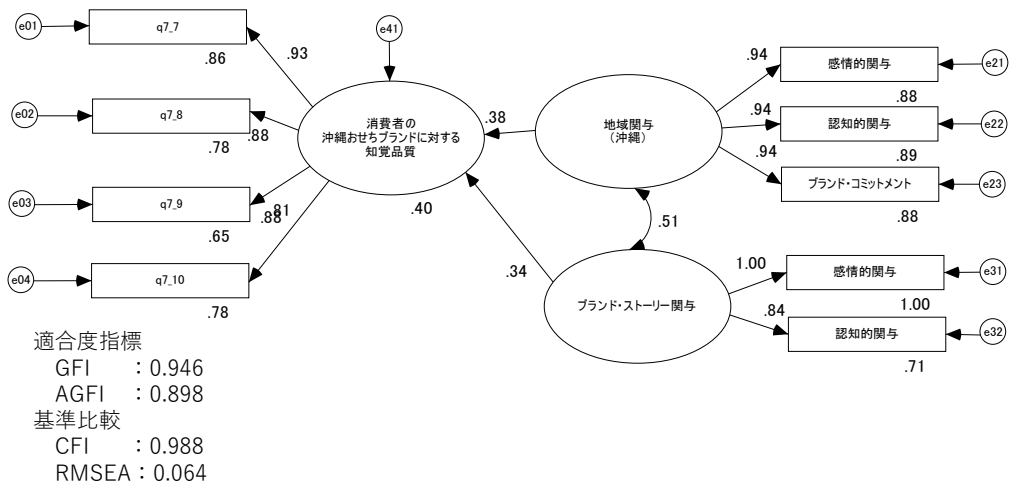 e01
q7_7
.86
.93
e41
e02
q7_8
.78
.88
消費者の
沖縄おせちブランドに対する
知覚品質
.40
e03
q7_9
.65
.81
.88
e04
q7_10
.78
.38
地域関与
(沖縄)
.94
感情的関与
e21
.88
.94
認知的関与
e22
.89
.94
ブランド・コミットメント
e23
.88
.51
.34
ブランド・ストーリー関与
1.00
感情的関与
e31
1.00
.84
認知的関与
e32
.71
適合度指標
GFI :0.946
AGFI :0.898
基準比較
CFI :0.988
RMSEA:0.064